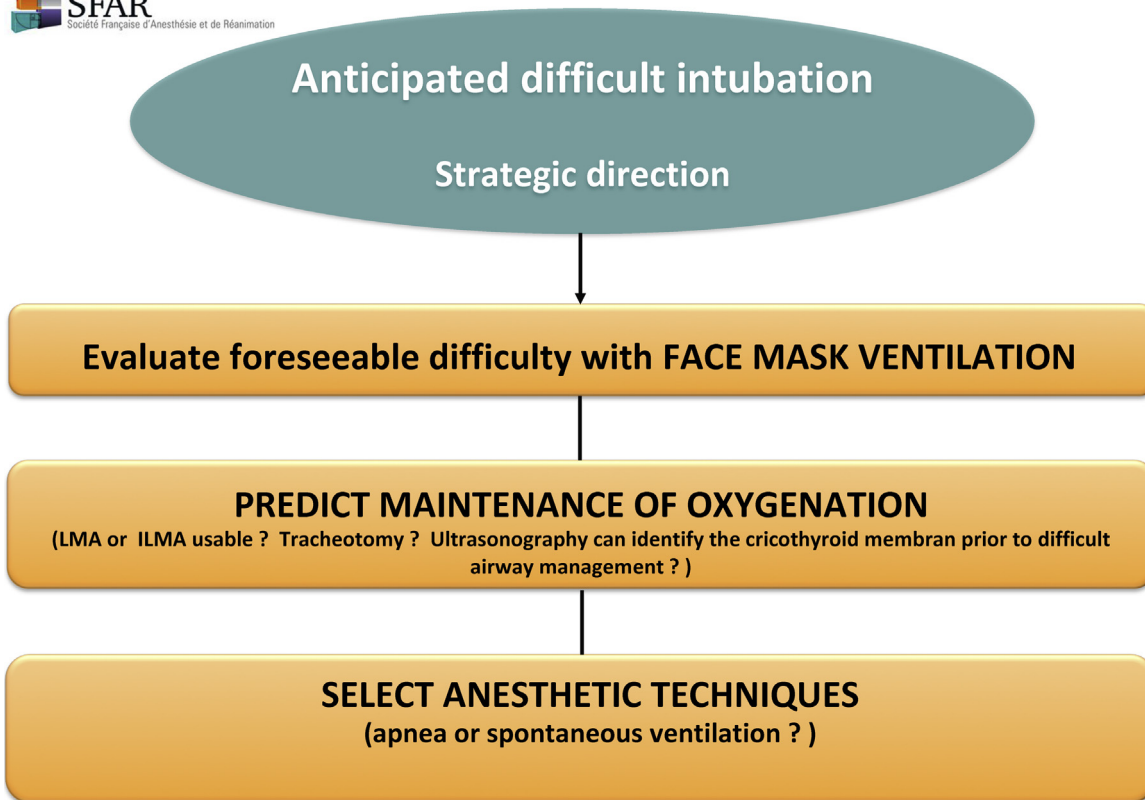 SFAR
Société Française d'Anesthésie et de Réanimation
Anticipated difficult intubation
Strategic direction
Evaluate foreseeable difficulty with FACE MASK VENTILATION
PREDICT MAINTENANCE OF OXYGENATION
(LMA or ILMA usable ? Tracheotomy ? Ultrasonography can identify the cricothyroid membran prior to difficult
airway management ? )
SELECT ANESTHETIC TECHNIQUES
(apnea or spontaneous ventilation ? )